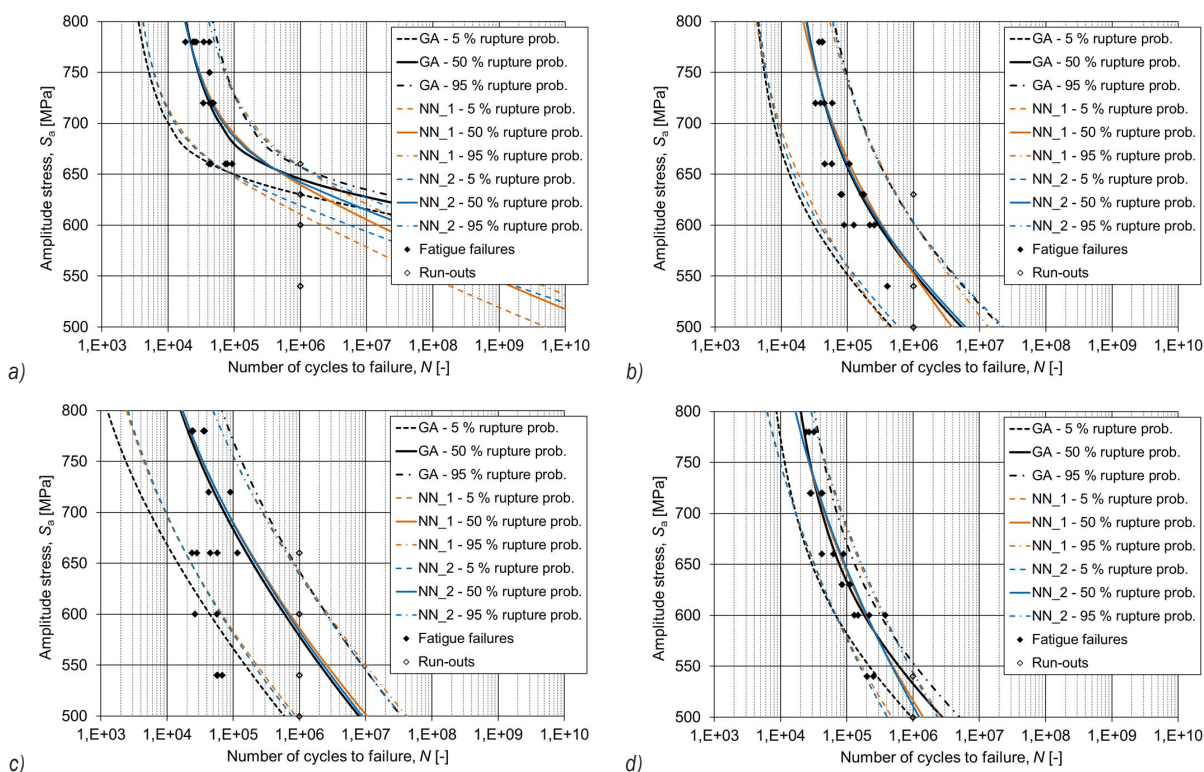 800
750
700
650
600
550
500
Amplitude stress, Sa [MPa]
1,E+03 1,E+04 1,E+05 1,E+06 1,E+07 1,E+08 1,E+09 1,E+10
Number of cycles to failure, N [-]
GA - 5 % rupture prob.
GA - 50 % rupture prob.
GA - 95 % rupture prob.
NN_1 - 5 % rupture prob.
NN_1 - 50 % rupture prob.
NN_1 - 95 % rupture prob.
NN_2 - 5 % rupture prob.
NN_2 - 50 % rupture prob.
NN_2 - 95 % rupture prob.
Fatigue failures
Run-outs
a)
800
750
700
650
600
550
500
Amplitude stress, Sa [MPa]
1,E+03 1,E+04 1,E+05 1,E+06 1,E+07 1,E+08 1,E+09 1,E+10
Number of cycles to failure, N [-]
GA - 5 % rupture prob.
GA - 50 % rupture prob.
GA - 95 % rupture prob.
NN_1 - 5 % rupture prob.
NN_1 - 50 % rupture prob.
NN_1 - 95 % rupture prob.
NN_2 - 5 % rupture prob.
NN_2 - 50 % rupture prob.
NN_2 - 95 % rupture prob.
Fatigue failures
Run-outs
b)
800
750
700
650
600
550
500
Amplitude stress, Sa [MPa]
1,E+03 1,E+04 1,E+05 1,E+06 1,E+07 1,E+08 1,E+09 1,E+10
Number of cycles to failure, N [-]
GA - 5 % rupture prob.
GA - 50 % rupture prob.
GA - 95 % rupture prob.
NN_1 - 5 % rupture prob.
NN_1 - 50 % rupture prob.
NN_1 - 95 % rupture prob.
NN_2 - 5 % rupture prob.
NN_2 - 50 % rupture prob.
NN_2 - 95 % rupture prob.
Fatigue failures
Run-outs
c)
800
750
700
650
600
550
500
Amplitude stress, Sa [MPa]
1,E+03 1,E+04 1,E+05 1,E+06 1,E+07 1,E+08 1,E+09 1,E+10
Number of cycles to failure, N [-]
GA - 5 % rupture prob.
GA - 50 % rupture prob.
GA - 95 % rupture prob.
NN_1 - 5 % rupture prob.
NN_1 - 50 % rupture prob.
NN_1 - 95 % rupture prob.
NN_2 - 5 % rupture prob.
NN_2 - 50 % rupture prob.
NN_2 - 95 % rupture prob.
Fatigue failures
Run-outs
d)